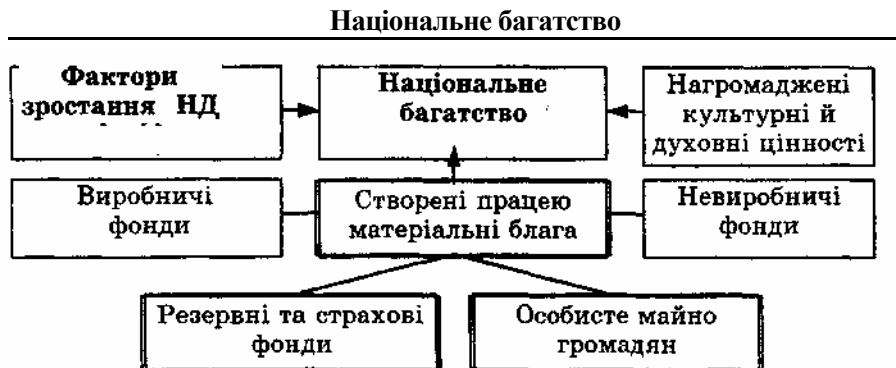 Національне багатство
Фактори
зростання НД
Національне
багатство
Нагромаджені
культурні й
духовні цінності
Виробничі
фонди
Створені працею
матеріальні блага
Невиробничі
фонди
Резервні та страхові
фонди
Особисте майно
громадян